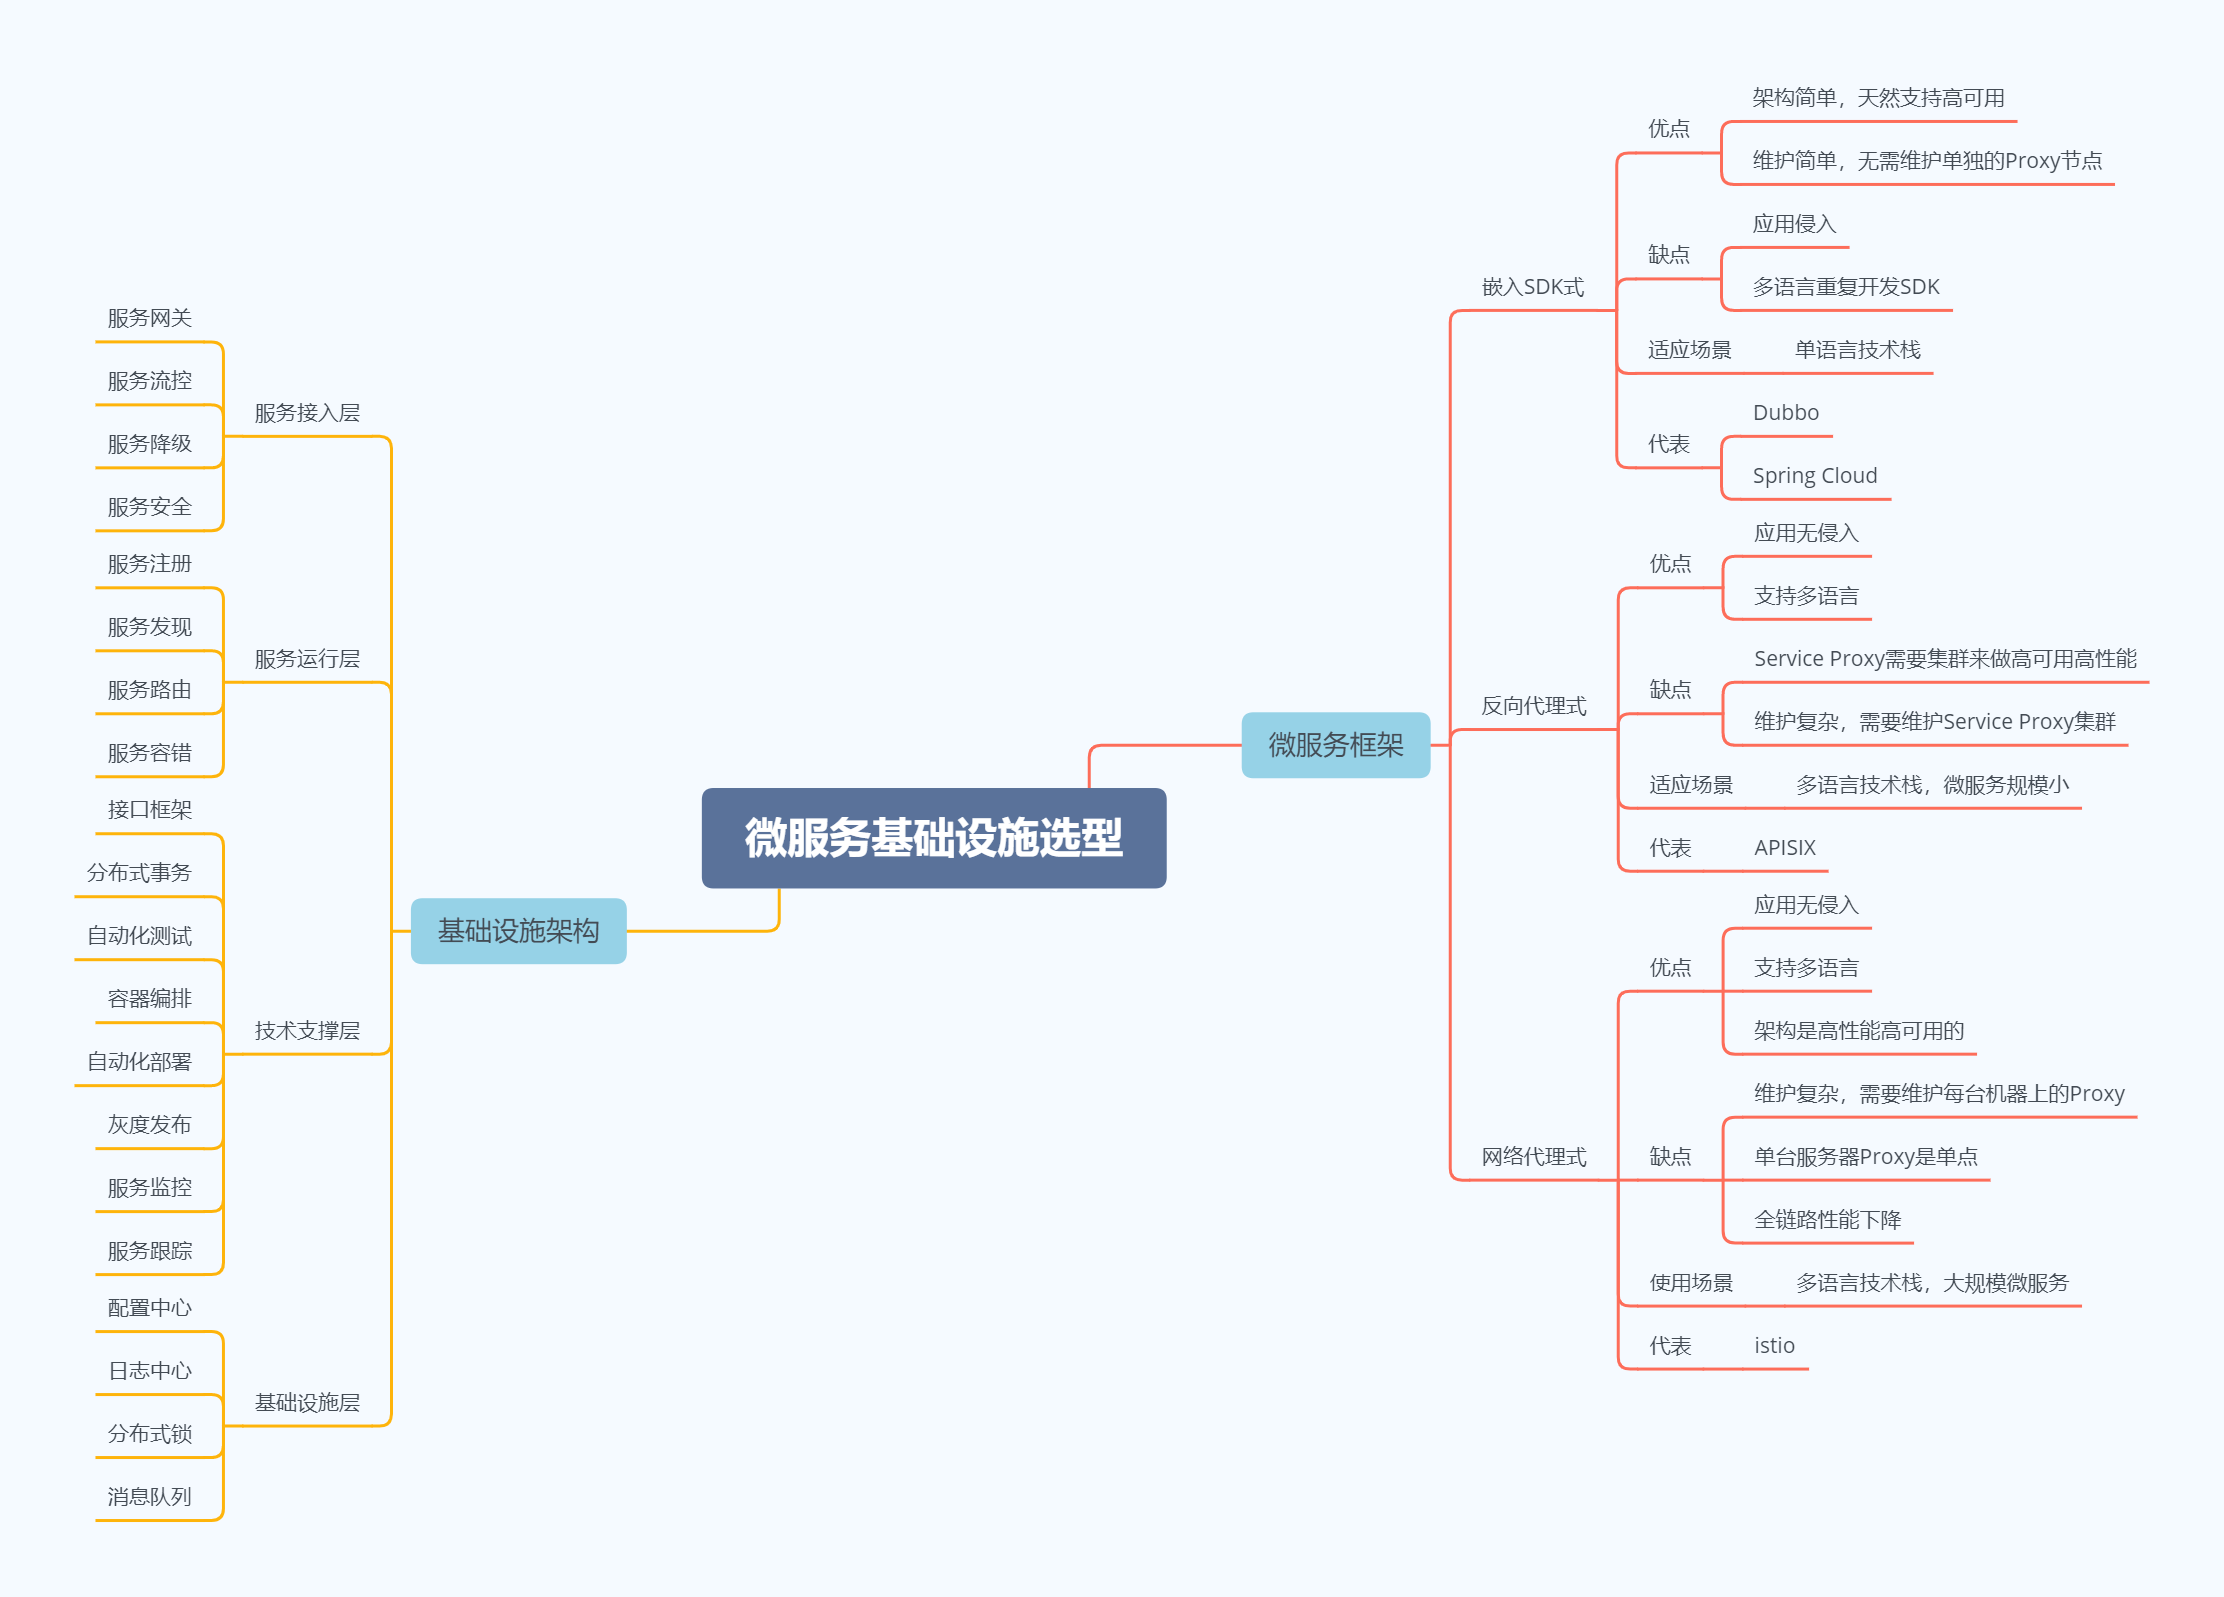 微服务基础设施选型
微服务框架
嵌入SDK式
优点
架构简单，天然支持高可用
维护简单，无需维护单独的Proxy节点
缺点
应用侵入
多语言重复开发SDK
适应场景
单语言技术栈
代表
Dubbo
Spring Cloud
反向代理式
优点
应用无侵入
支持多语言
缺点
Service Proxy需要集群来做高可用高性能
维护复杂，需要维护Service Proxy集群
适应场景
多语言技术栈，微服务规模小
代表
APISIX
网络代理式
优点
应用无侵入
支持多语言
架构是高性能高可用的
缺点
维护复杂，需要维护每台机器上的Proxy
单台服务器Proxy是单点
全链路性能下降
使用场景
多语言技术栈，大规模微服务
代表
istio
基础设施架构
服务接入层
服务网关
服务流控
服务降级
服务安全
服务运行层
服务注册
服务发现
服务路由
服务容错
技术支撑层
接口框架
分布式事务
自动化测试
容器编排
自动化部署
灰度发布
服务监控
服务跟踪
基础设施层
配置中心
日志中心
分布式锁
消息队列